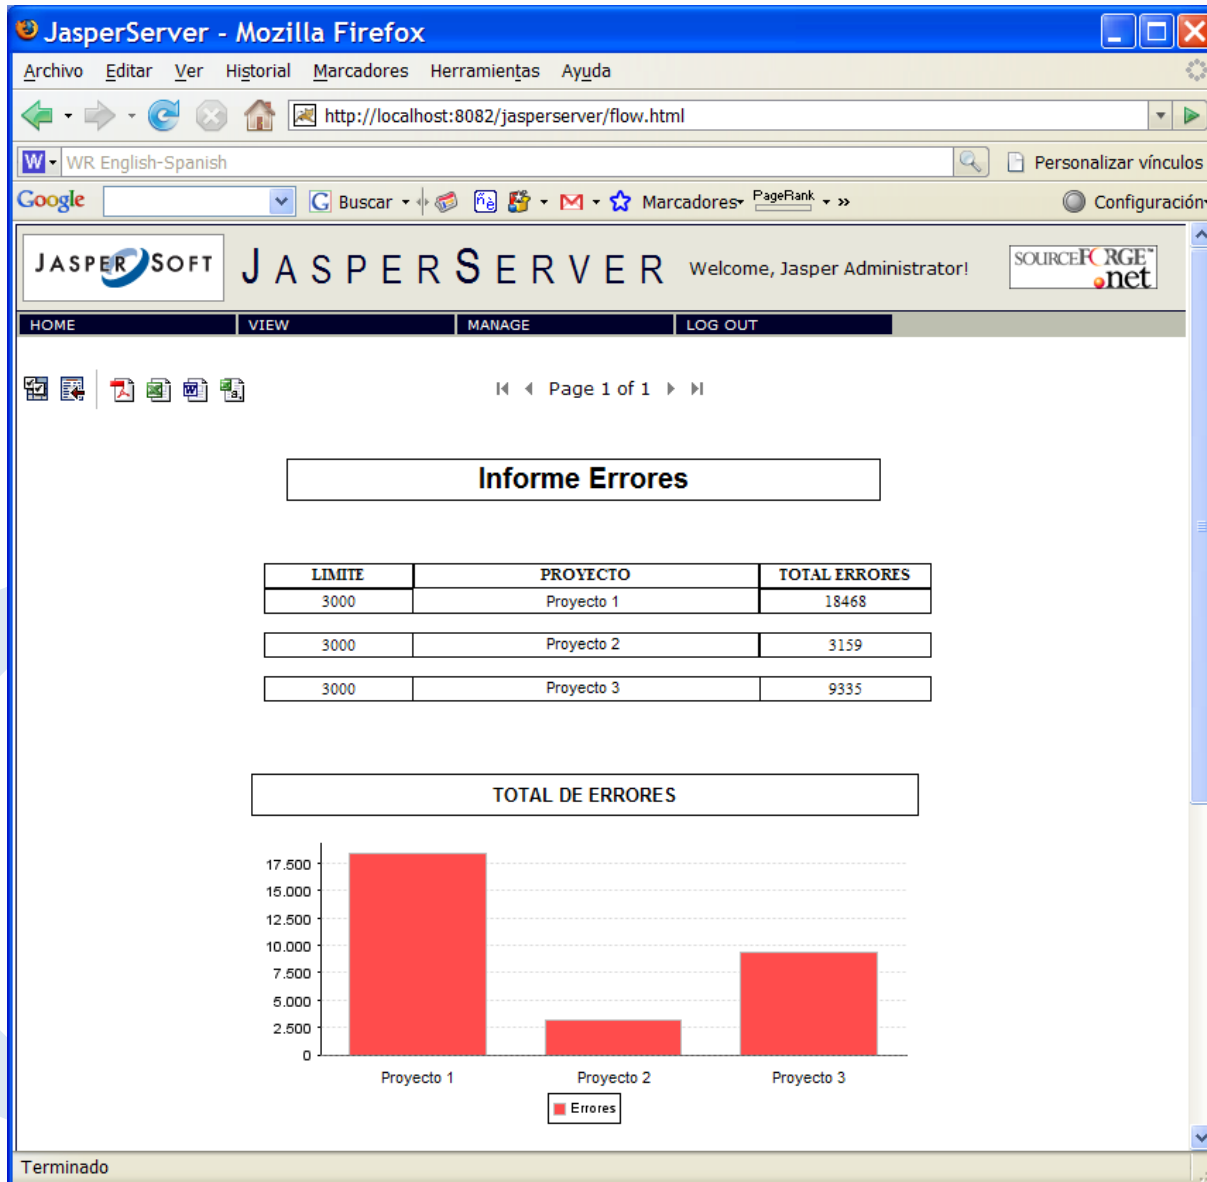 JasperServer - Mozilla Firefox
Archivo Editar Ver Historial Marcadores Herramientas Ayuda
http://localhost:8082/jasperserver/flow.html
W WR English-Spanish Personalizar vínculos
Google G Buscar ñè Marcadores PageRank » Configuración
JASPERSOFT JASPERSERVER Welcome, Jasper Administrator! SOURCEFORGE™.net
HOME VIEW MANAGE LOG OUT
Page 1 of 1
Informe Errores
LIMITE PROYECTO TOTAL ERRORES
3000 Proyecto 1 18468
3000 Proyecto 2 3159
3000 Proyecto 3 9335
TOTAL DE ERRORES
17.500
15.000
12.500
10.000
7.500
5.000
2.500
0
Proyecto 1 Proyecto 2 Proyecto 3
Errores
Terminado